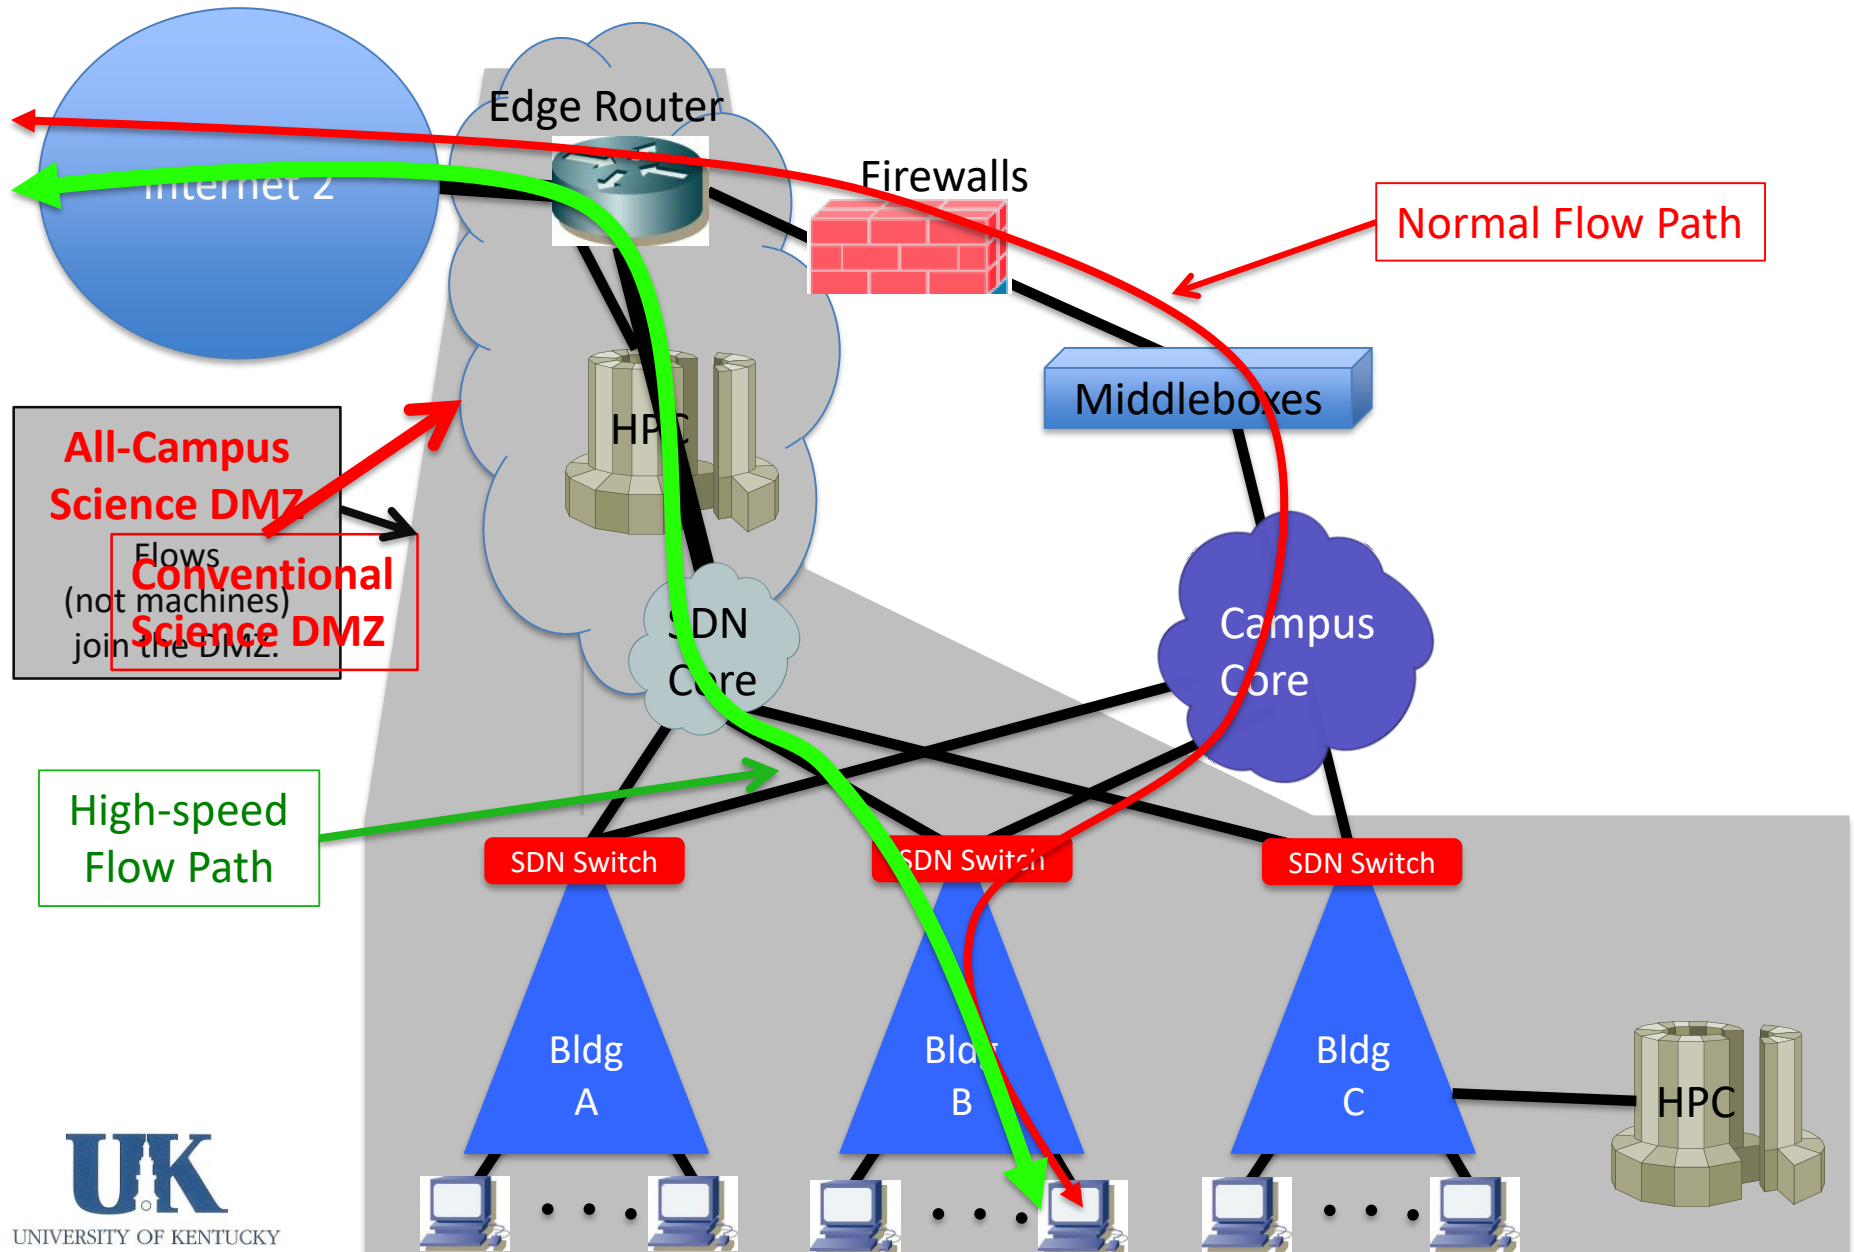 Edge Router
Internet 2
Firewalls
Normal Flow Path
Middleboxes
HPC
All-Campus
Science DMZ
Flows
(not machines)
join the DMZ.
Conventional
Science DMZ
SDN
Core
Campus
Core
High-speed
Flow Path
SDN Switch
SDN Switch
SDN Switch
Bldg
A
Bldg
B
Bldg
C
HPC
UK
UNIVERSITY OF KENTUCKY